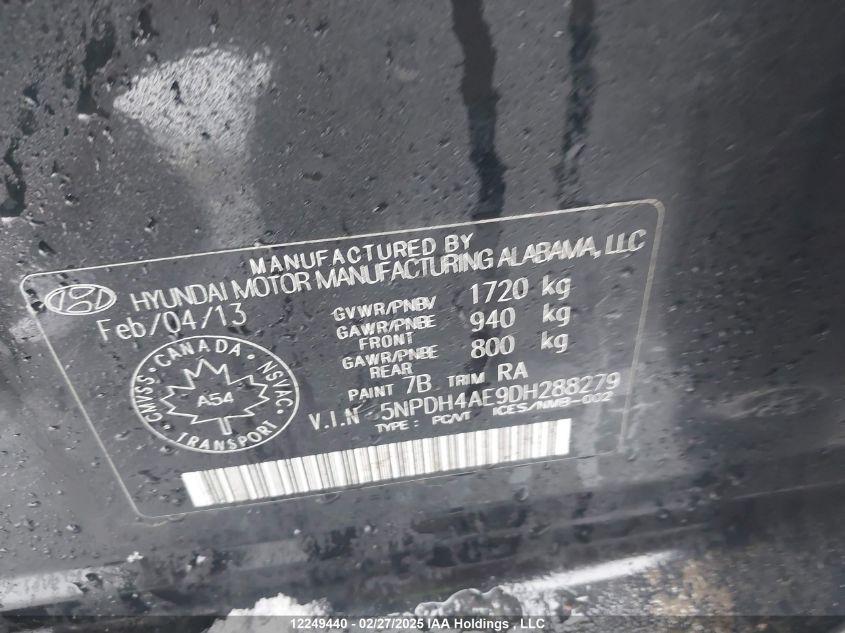 MANUFACTURED BY
HYUNDAI MOTOR MANUFACTURING ALABAMA, LLC
Feb/04/13
GVWR/PNBV 1720 kg
GAWR/PNBE FRONT 940 kg
GAWR/PNBE REAR 800 kg
PAINT 7B TRIM RA
V.I.N 5NPDH4AE9DH288279
TYPE : PC/VT ICES/NMB-002
CMVSS • CANADA • NSVAC • TRANSPORT •
A54
12249440 - 02/27/2025 IAA Holdings , LLC